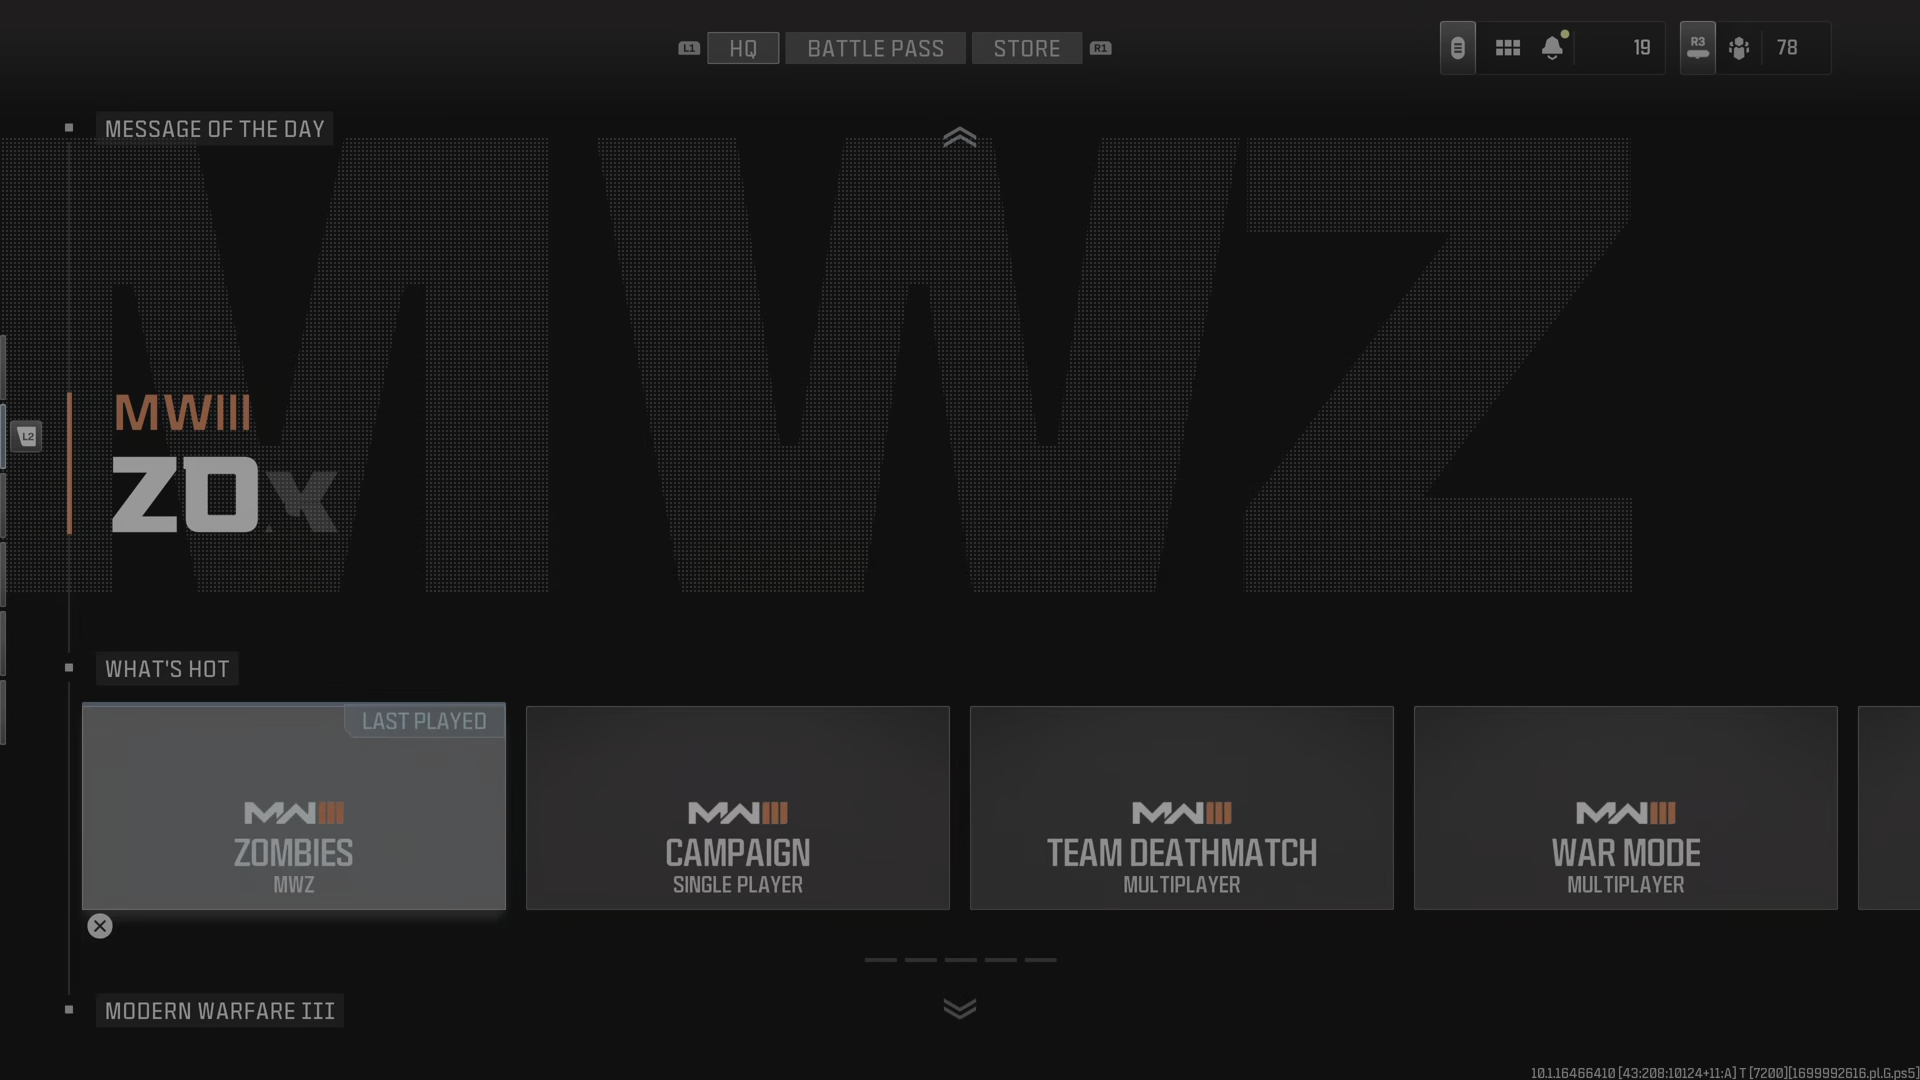 L1 HQ BATTLE PASS STORE R1
19
R3 78
MESSAGE OF THE DAY
MWZ
MWIII
L2
ZO
WHAT'S HOT
LAST PLAYED
MWIII
ZOMBIES
MWZ
MWIII
CAMPAIGN
SINGLE PLAYER
MWIII
TEAM DEATHMATCH
MULTIPLAYER
MWIII
WAR MODE
MULTIPLAYER
MODERN WARFARE III
10.1.16466410 [43:208:10124+11:A] T [7200][1699992616.pl.G.ps5]